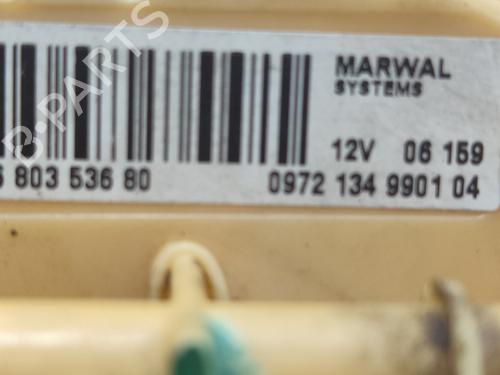 MARWAL
SYSTEMS
12V 06 159
803 536 80 0972 134 9901 04
B-PARTS